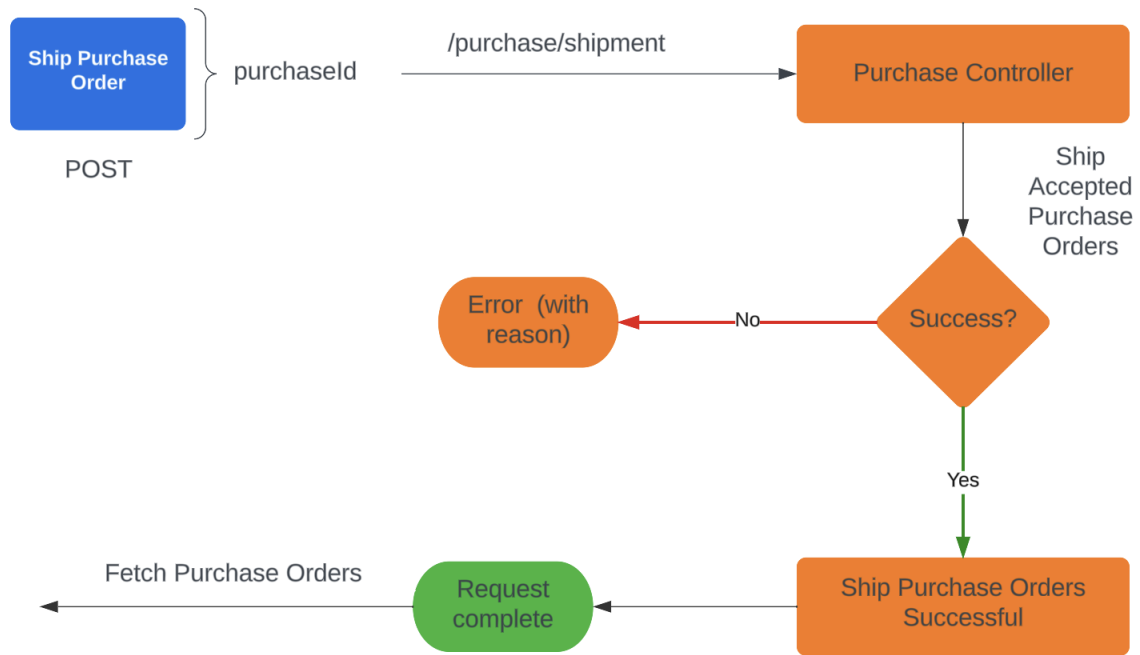 Ship Purchase
Order
purchaseId
/purchase/shipment
Purchase Controller
POST
Ship
Accepted
Purchase
Orders
Error (with
reason)
No
Success?
Yes
Fetch Purchase Orders
Request
complete
Ship Purchase Orders
Successful